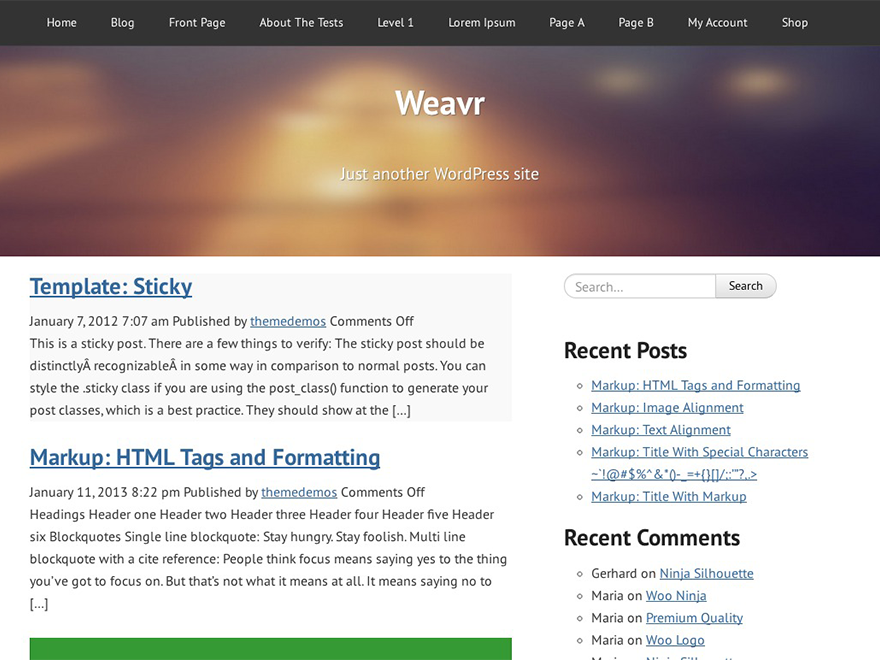 Home Blog Front Page About The Tests Level 1 Lorem Ipsum Page A Page B My Account Shop
Weavr
Just another WordPress site
Template: Sticky
January 7, 2012 7:07 am Published by themedemos Comments Off
This is a sticky post. There are a few things to verify: The sticky post should be
distinctlyÂ recognizableÂ in some way in comparison to normal posts. You can
style the .sticky class if you are using the post_class() function to generate your
post classes, which is a best practice. They should show at the [...]
Markup: HTML Tags and Formatting
January 11, 2013 8:22 pm Published by themedemos Comments Off
Headings Header one Header two Header three Header four Header five Header
six Blockquotes Single line blockquote: Stay hungry. Stay foolish. Multi line
blockquote with a cite reference: People think focus means saying yes to the thing
you've got to focus on. But that's not what it means at all. It means saying no to
[...]
Search... Search
Recent Posts
Markup: HTML Tags and Formatting
Markup: Image Alignment
Markup: Text Alignment
Markup: Title With Special Characters
~`!@#$%^&*()-_=+{}[]/;:'"?,.>
Markup: Title With Markup
Recent Comments
Gerhard on Ninja Silhouette
Maria on Woo Ninja
Maria on Premium Quality
Maria on Woo Logo